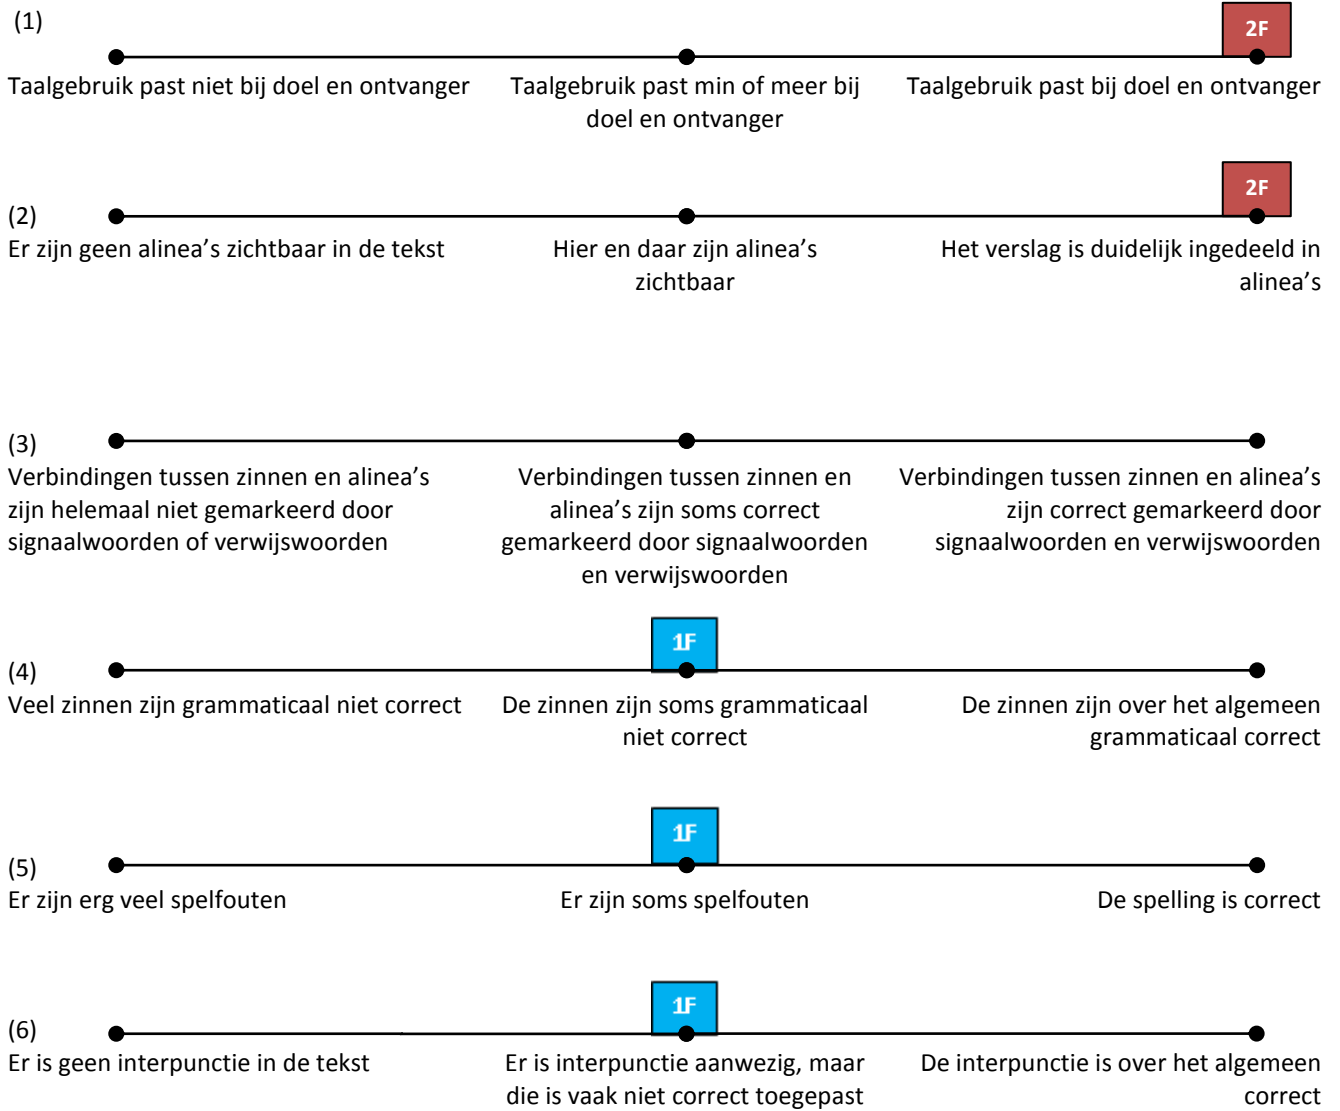 (1)
2F
Taalgebruik past niet bij doel en ontvanger
Taalgebruik past min of meer bij
doel en ontvanger
Taalgebruik past bij doel en ontvanger
2F
(2)
Er zijn geen alinea’s zichtbaar in de tekst
Hier en daar zijn alinea’s
zichtbaar
Het verslag is duidelijk ingedeeld in
alinea’s
(3)
Verbindingen tussen zinnen en alinea’s
zijn helemaal niet gemarkeerd door
signaalwoorden of verwijswoorden
Verbindingen tussen zinnen en
alinea’s zijn soms correct
gemarkeerd door signaalwoorden
en verwijswoorden
Verbindingen tussen zinnen en alinea’s
zijn correct gemarkeerd door
signaalwoorden en verwijswoorden
1F
(4)
Veel zinnen zijn grammaticaal niet correct
De zinnen zijn soms grammaticaal
niet correct
De zinnen zijn over het algemeen
grammaticaal correct
1F
(5)
Er zijn erg veel spelfouten
Er zijn soms spelfouten
De spelling is correct
1F
(6)
Er is geen interpunctie in de tekst
Er is interpunctie aanwezig, maar
die is vaak niet correct toegepast
De interpunctie is over het algemeen
correct